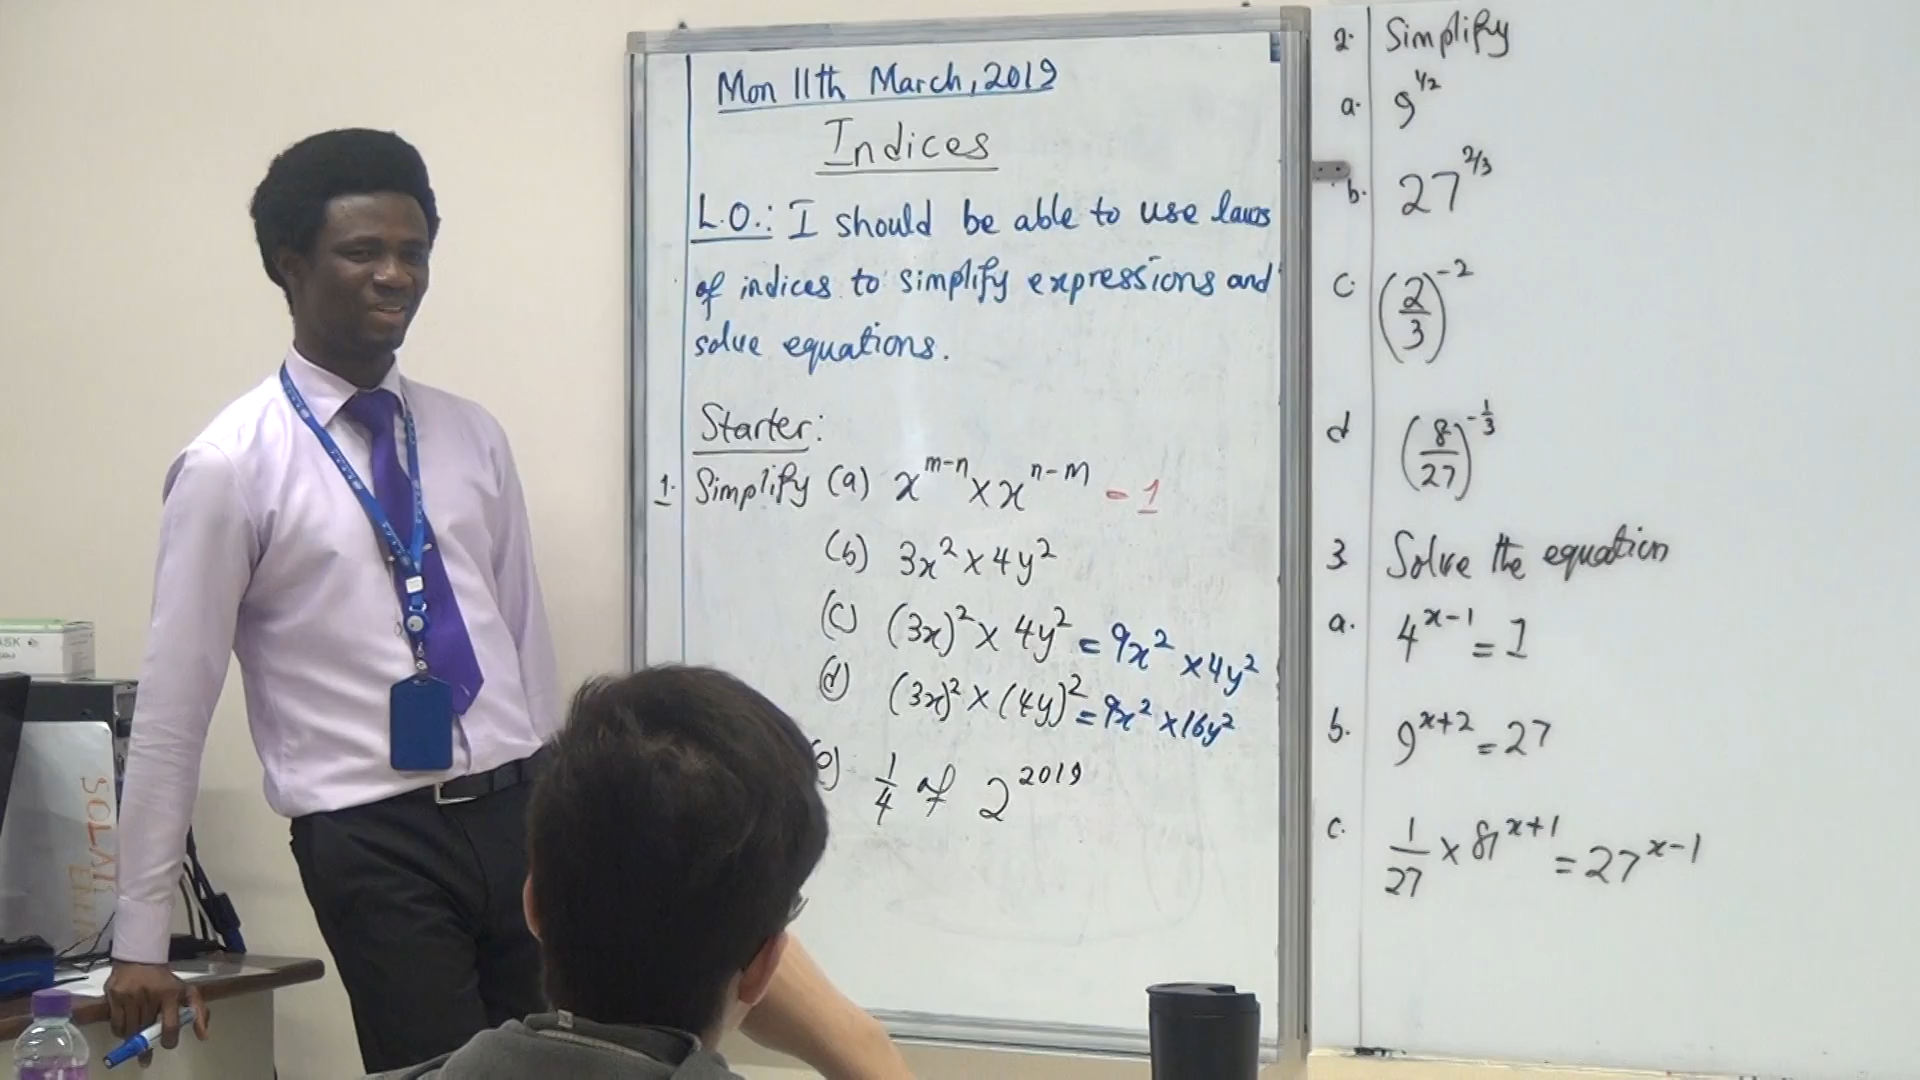 Mon 11th March, 2019
Indices
L.O.: I should be able to use laws
of indices to simplify expressions and
solve equations.
Starter:
1. Simplify (a) x^{m-n} × x^{n-m} = 1
(b) 3x² × 4y²
(c) (3x)² × 4y² = 9x² × 4y²
(d) (3x)² × (4y)² = 9x² × 16y²
(e) 1/4 of 2^{2019}
2. Simplify
a. 9^{1/2}
b. 27^{2/3}
c. (2/3)^{-2}
d (8/27)^{-1/3}
3 Solve the equation
a. 4^{x-1} = 1
b. 9^{x+2} = 27
c. 1/27 × 81^{x+1} = 27^{x-1}